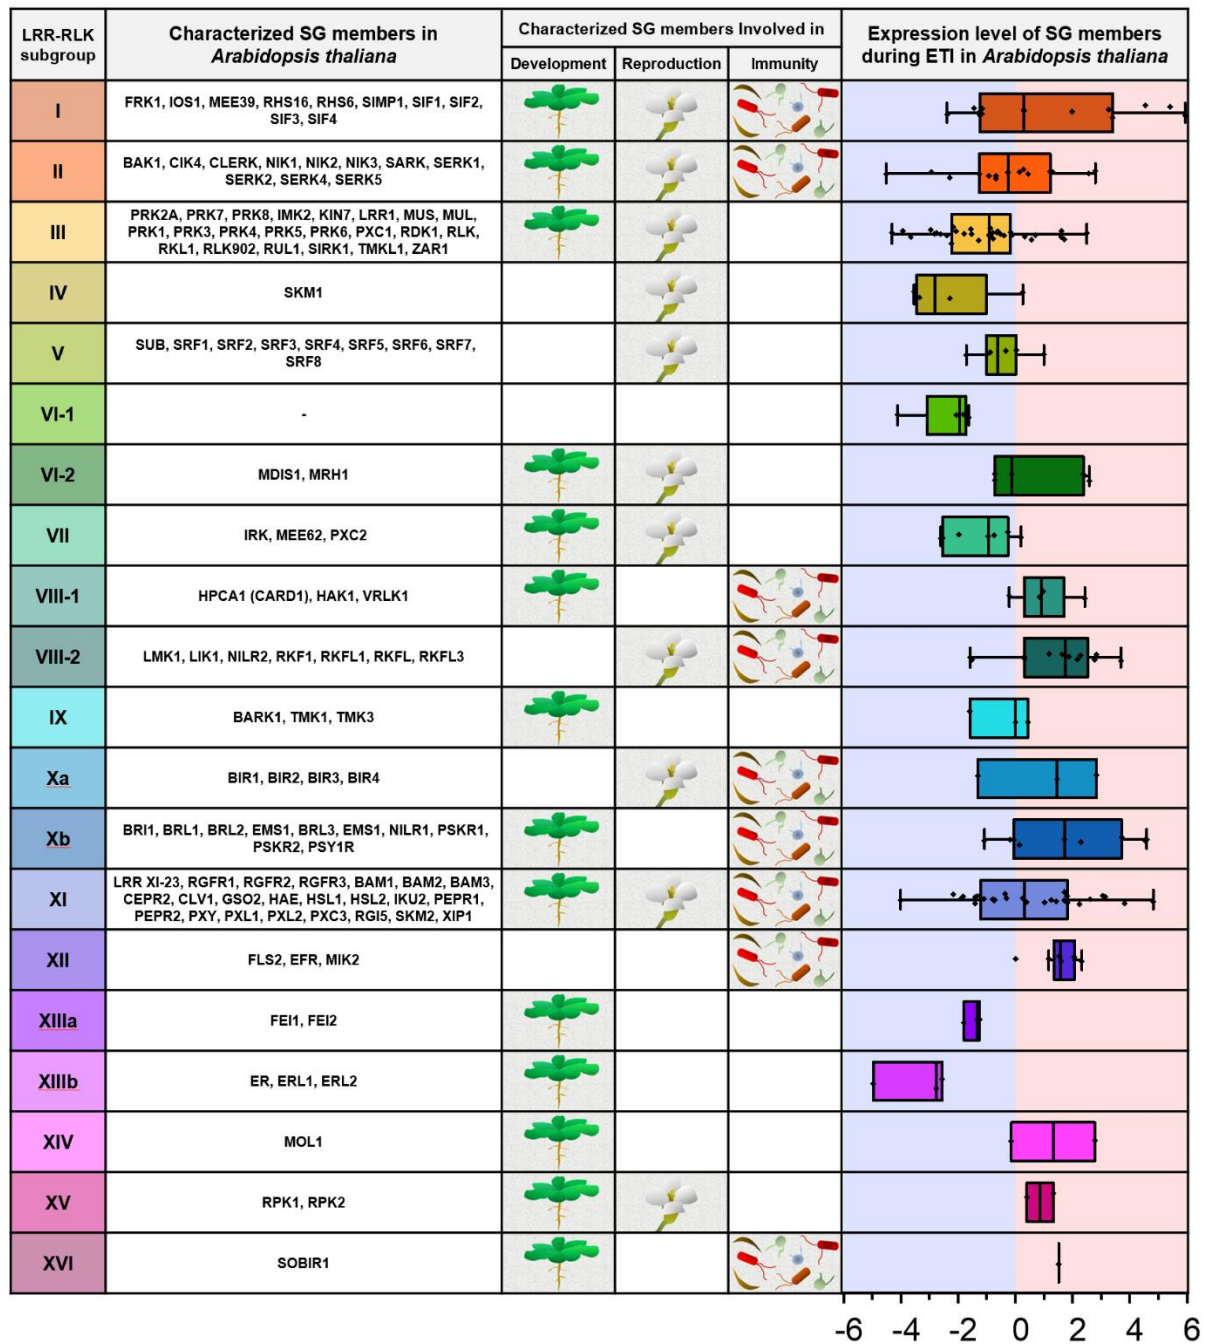 LRR-RLK
subgroup
Characterized SG members in
Arabidopsis thaliana
Characterized SG members Involved in
Development
Reproduction
Immunity
Expression level of SG members
during ETI in Arabidopsis thaliana
I
FRK1, IOS1, MEE39, RHS16, RHS6, SIMP1, SIF1, SIF2,
SIF3, SIF4
II
BAK1, CIK4, CLERK, NIK1, NIK2, NIK3, SARK, SERK1,
SERK2, SERK4, SERK5
III
PRK2A, PRK7, PRK8, IMK2, KIN7, LRR1, MUS, MUL,
PRK1, PRK3, PRK4, PRK5, PRK6, PXC1, RDK1, RLK,
RKL1, RLK902, RUL1, SIRK1, TMKL1, ZAR1
IV
SKM1
V
SUB, SRF1, SRF2, SRF3, SRF4, SRF5, SRF6, SRF7,
SRF8
VI-1
-
VI-2
MDIS1, MRH1
VII
IRK, MEE62, PXC2
VIII-1
HPCA1 (CARD1), HAK1, VRLK1
VIII-2
LMK1, LIK1, NILR2, RKF1, RKFL1, RKFL, RKFL3
IX
BARK1, TMK1, TMK3
Xa
BIR1, BIR2, BIR3, BIR4
Xb
BRI1, BRL1, BRL2, EMS1, BRL3, EMS1, NILR1, PSKR1,
PSKR2, PSY1R
XI
LRR XI-23, RGFR1, RGFR2, RGFR3, BAM1, BAM2, BAM3,
CEPR2, CLV1, GSO2, HAE, HSL1, HSL2, IKU2, PEPR1,
PEPR2, PXY, PXL1, PXL2, PXC3, RGI5, SKM2, XIP1
XII
FLS2, EFR, MIK2
XIIIa
FEI1, FEI2
XIIIb
ER, ERL1, ERL2
XIV
MOL1
XV
RPK1, RPK2
XVI
SOBIR1
-6 -4 -2 0 2 4 6